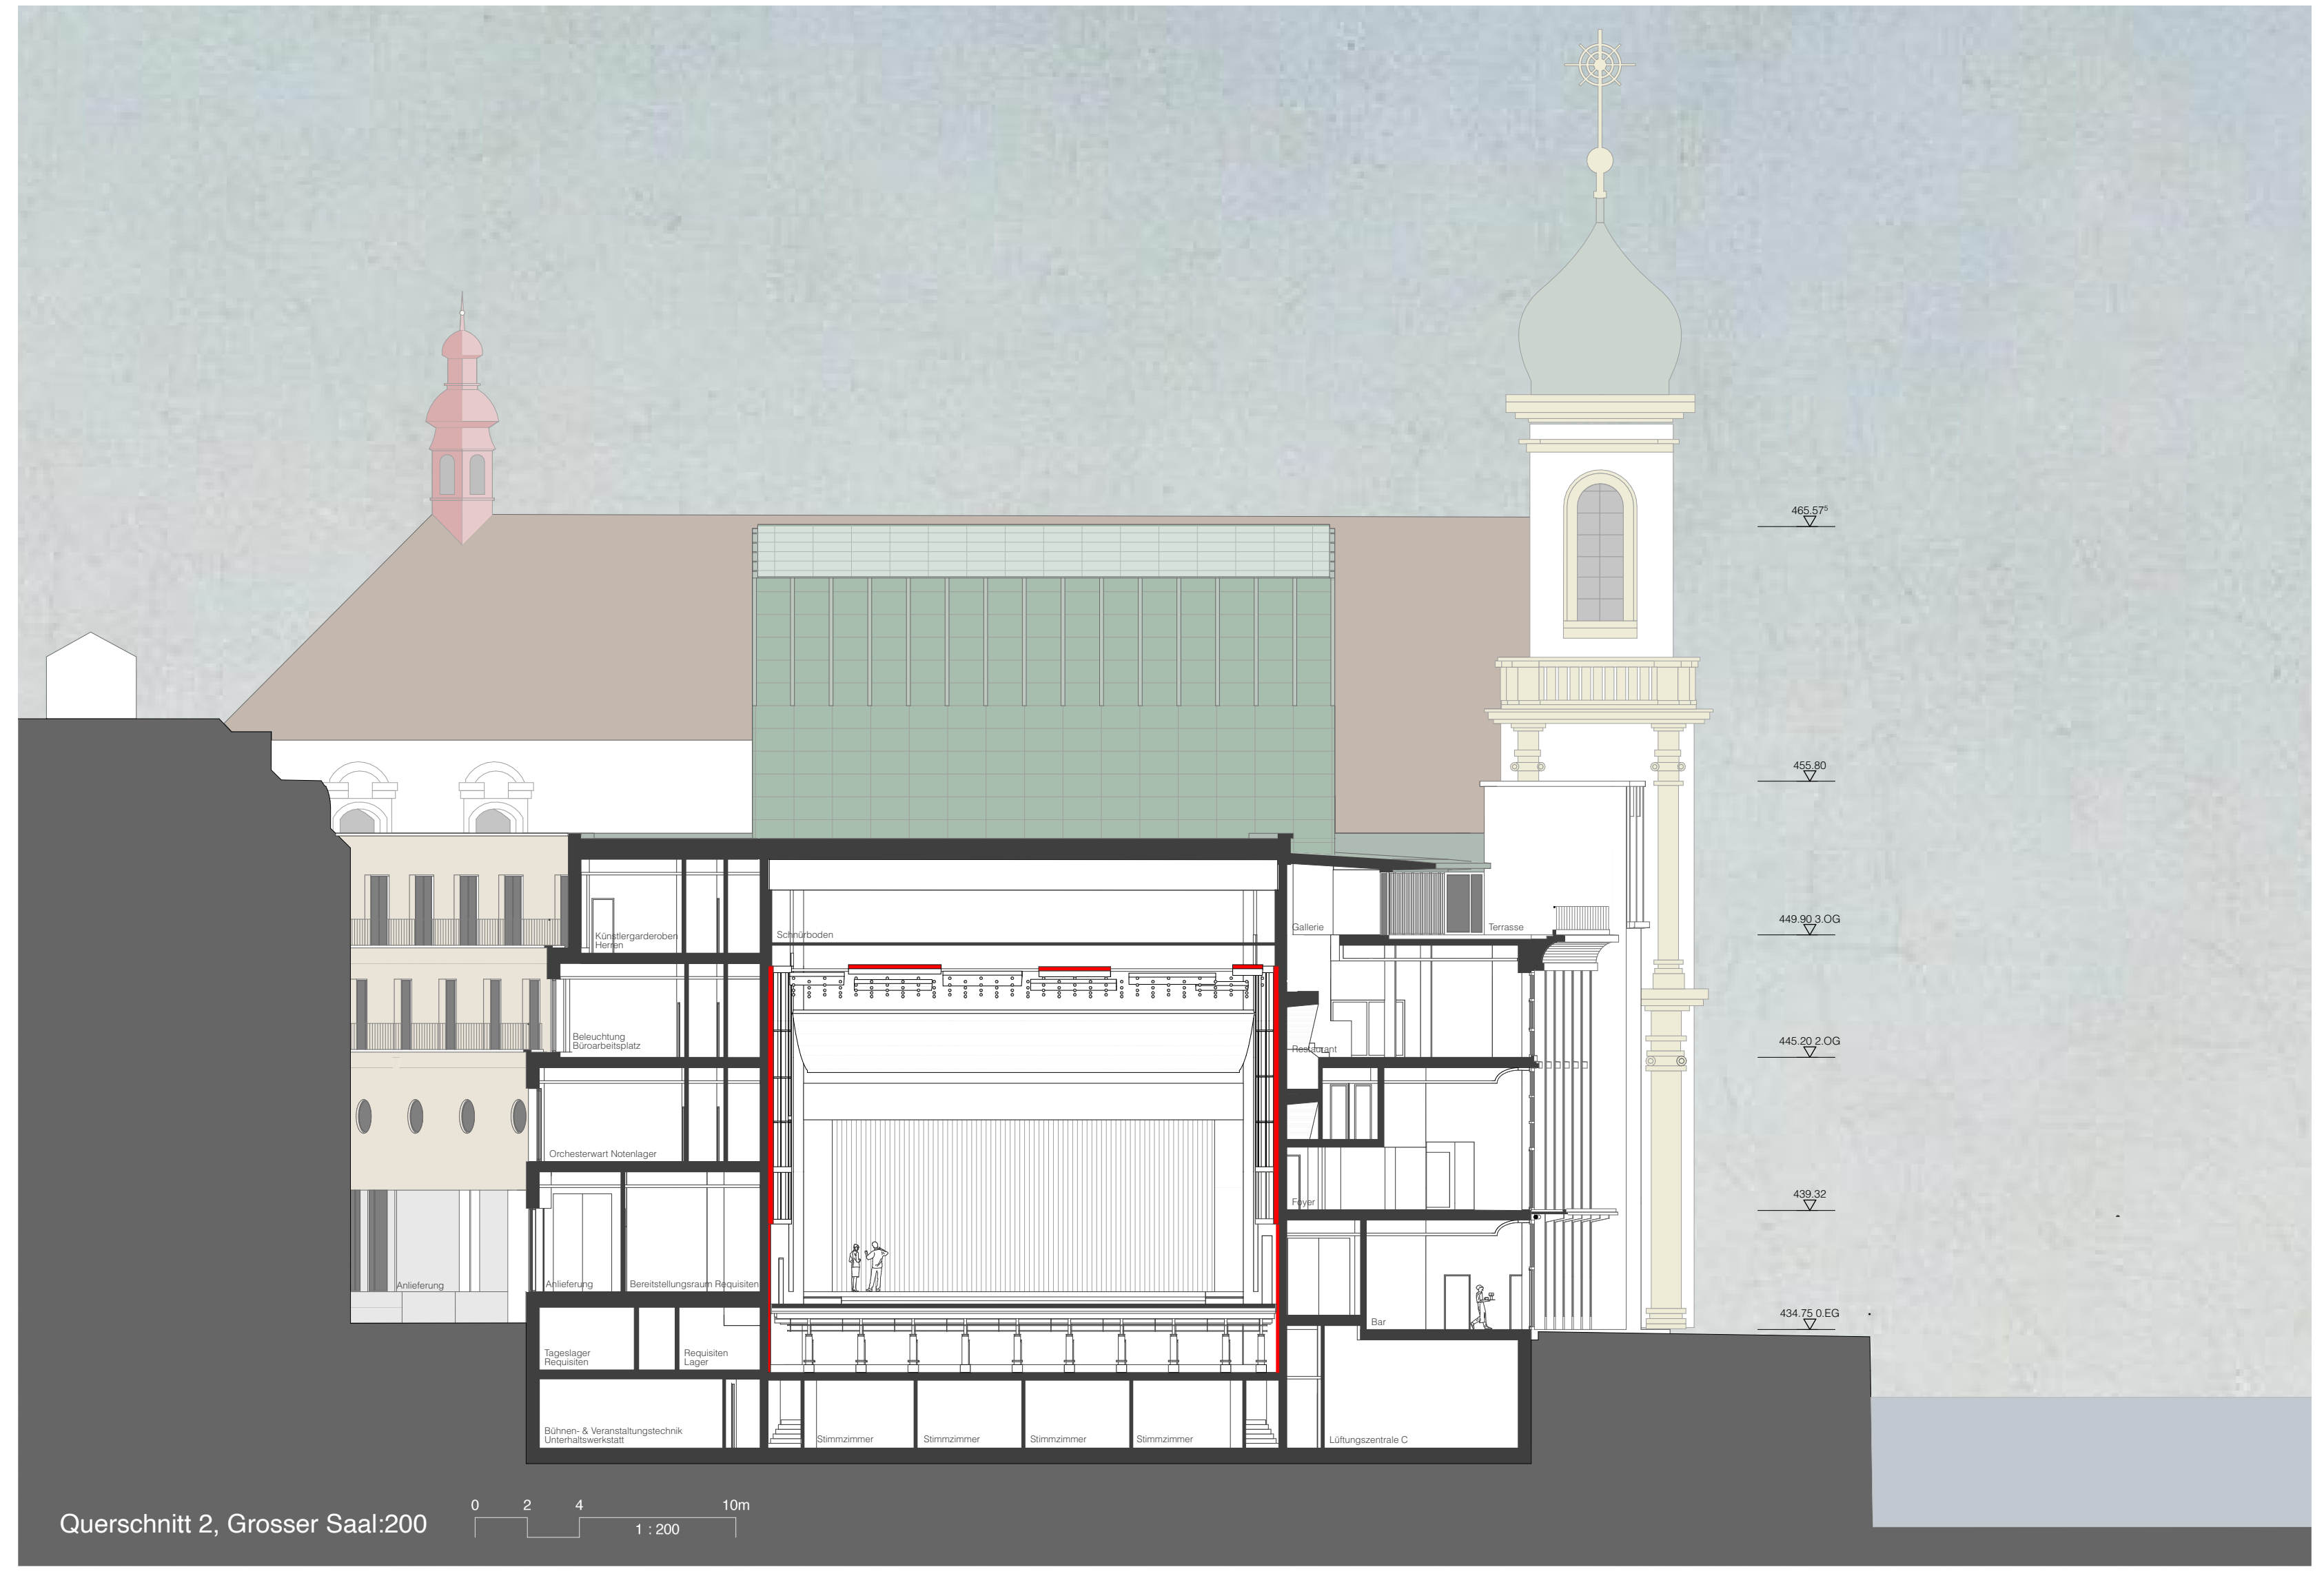 465.57⁵
455.80
449.90 3.OG
Gallerie
Terrasse
Schnürboden
Künstlergarderoben
Herren
445.20 2.OG
Beleuchtung
Büroarbeitsplatz
Restaurant
Orchesterwart Notenlager
439.32
Foyer
Anlieferung
Anlieferung
Bereitstellungsraum Requisiten
434.75 0.EG
Bar
Tageslager
Requisiten
Requisiten
Lager
Bühnen- & Veranstaltungstechnik
Unterhaltswerkstatt
Stimmzimmer
Stimmzimmer
Stimmzimmer
Stimmzimmer
Lüftungszentrale C
Querschnitt 2, Grosser Saal:200
0 2 4 10m
1 : 200